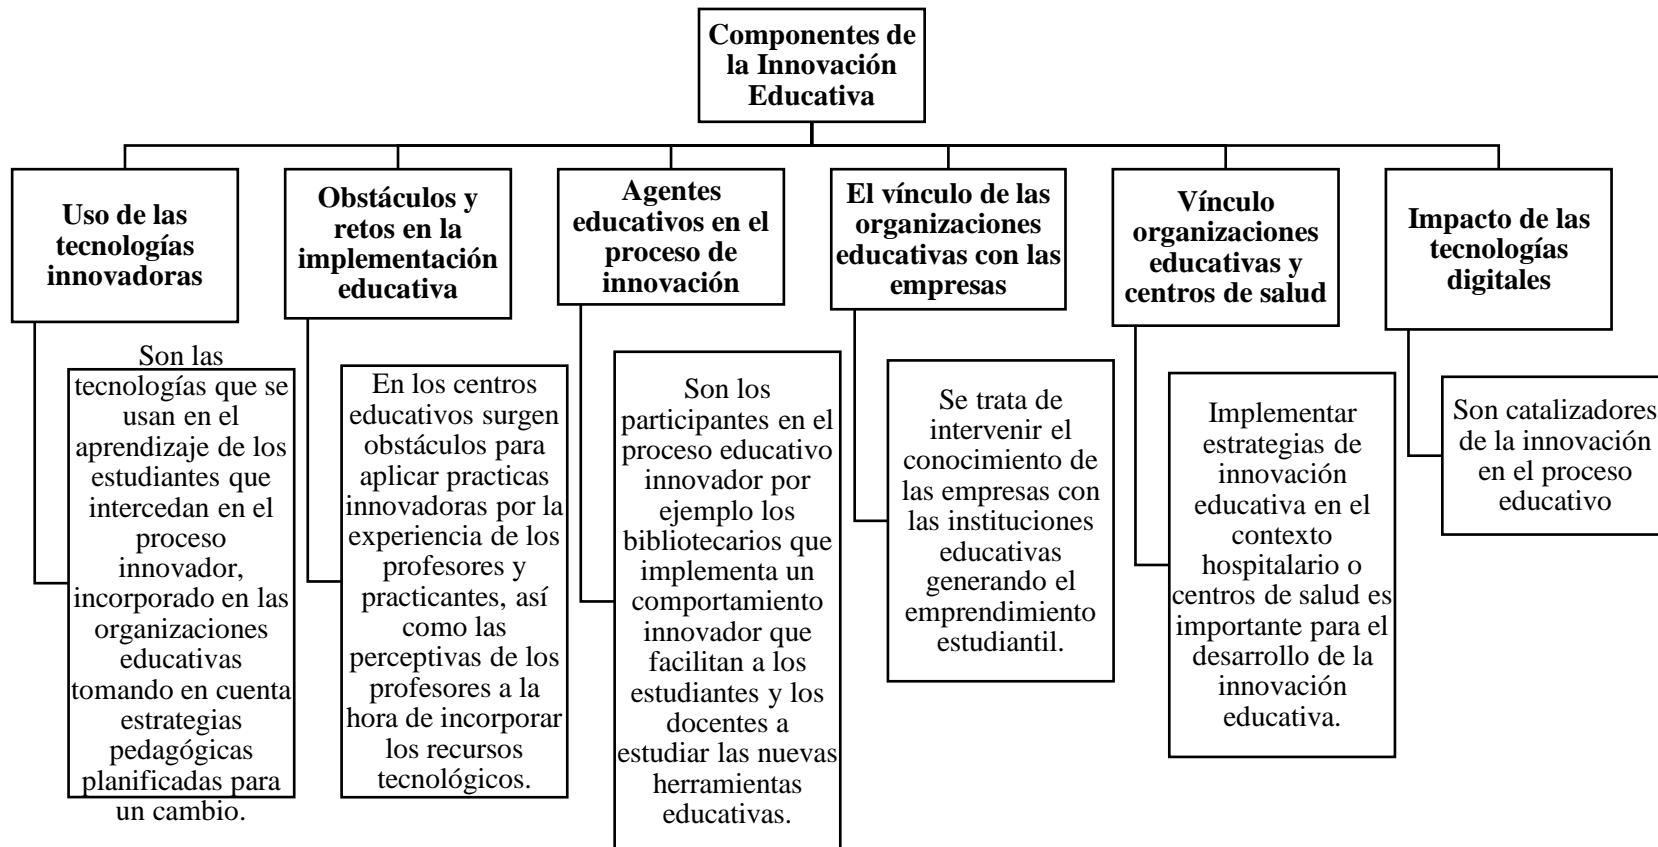 Componentes de
la Innovación
Educativa
Uso de las
tecnologías
innovadoras
Son las
tecnologías que se
usan en el
aprendizaje de los
estudiantes que
intercedan en el
proceso
innovador,
incorporado en las
organizaciones
educativas
tomando en cuenta
estrategias
pedagógicas
planificadas para
un cambio.
Obstáculos y
retos en la
implementación
educativa
En los centros
educativos surgen
obstáculos para
aplicar practicas
innovadoras por la
experiencia de los
profesores y
practicantes, así
como las
perceptivas de los
profesores a la
hora de incorporar
los recursos
tecnológicos.
Agentes
educativos en el
proceso de
innovación
Son los
participantes en el
proceso educativo
innovador por
ejemplo los
bibliotecarios que
implementa un
comportamiento
innovador que
facilitan a los
estudiantes y los
docentes a
estudiar las nuevas
herramientas
educativas.
El vínculo de las
organizaciones
educativas con las
empresas
Se trata de
intervenir el
conocimiento de
las empresas con
las instituciones
educativas
generando el
emprendimiento
estudiantil.
Vínculo
organizaciones
educativas y
centros de salud
Implementar
estrategias de
innovación
educativa en el
contexto
hospitalario o
centros de salud es
importante para el
desarrollo de la
innovación
educativa.
Impacto de las
tecnologías
digitales
Son catalizadores
de la innovación
en el proceso
educativo